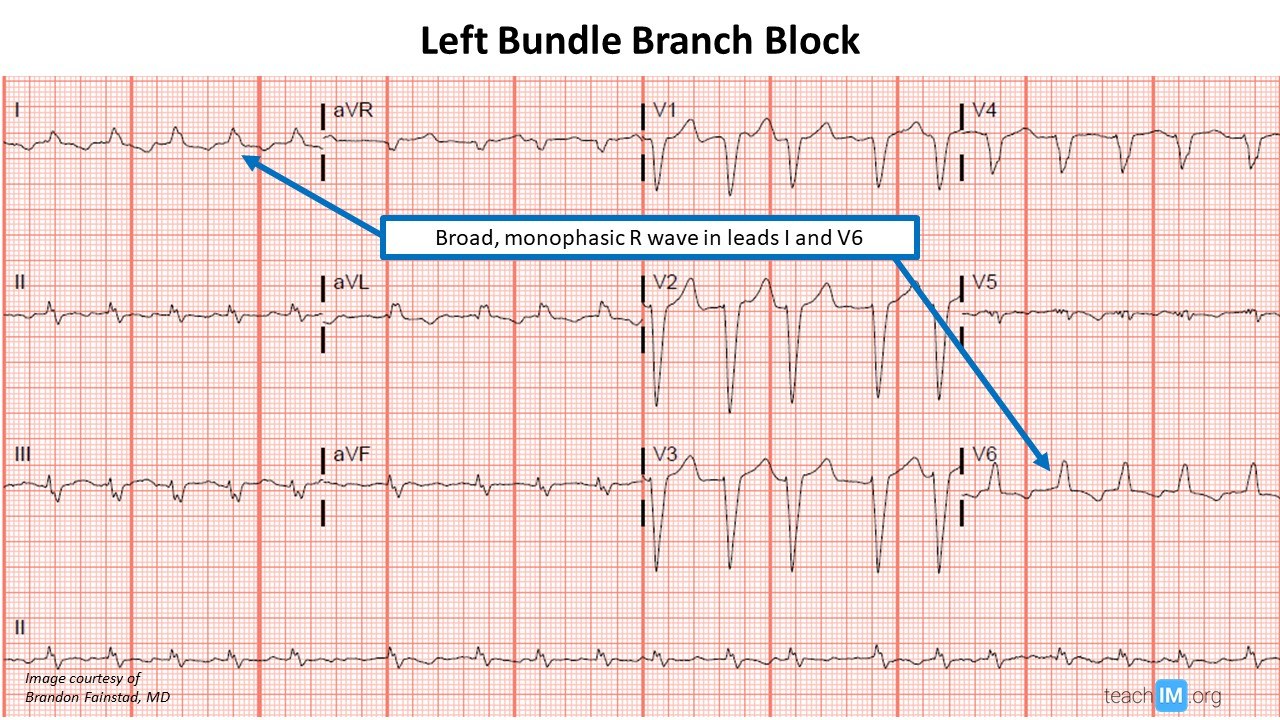 Left Bundle Branch Block
I
aVR
V1
V4
Broad, monophasic R wave in leads I and V6
II
aVL
V2
V5
III
aVF
V3
V6
II
Image courtesy of
Brandon Fainstad, MD
teachIM.org